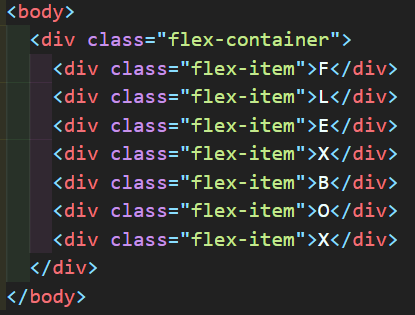 <body>
<div class="flex-container">
<div class="flex-item">F</div>
<div class="flex-item">L</div>
<div class="flex-item">E</div>
<div class="flex-item">X</div>
<div class="flex-item">B</div>
<div class="flex-item">O</div>
<div class="flex-item">X</div>
</div>
</body>